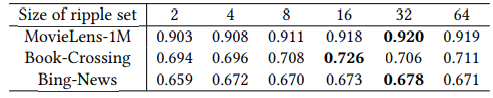 Size of ripple set 2 4 8 16 32 64
MovieLens-1M 0.903 0.908 0.911 0.918 0.920 0.919
Book-Crossing 0.694 0.696 0.708 0.726 0.706 0.711
Bing-News 0.659 0.672 0.670 0.673 0.678 0.671